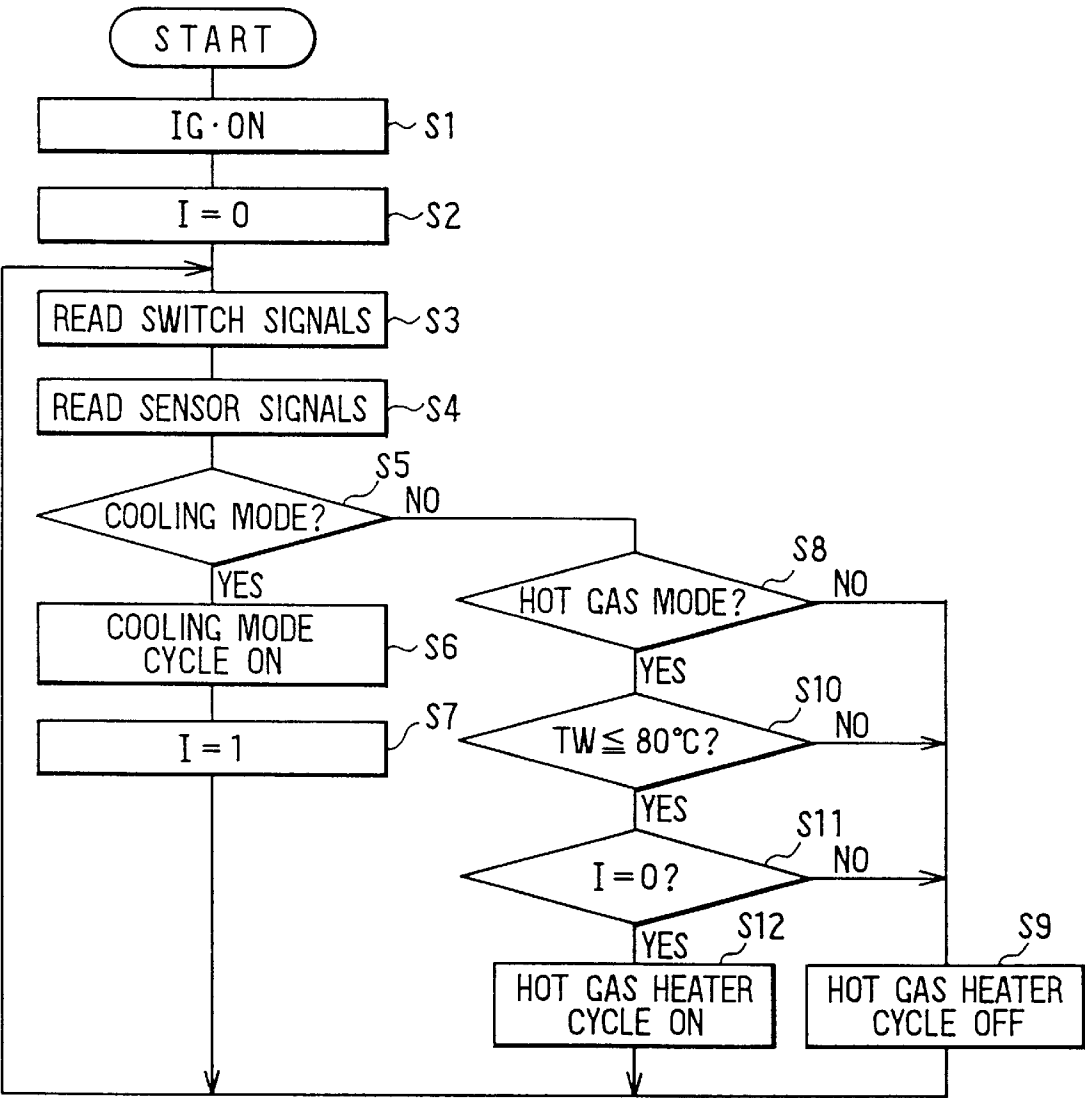 START
IG·ON
S1
I=0
S2
READ SWITCH SIGNALS
S3
READ SENSOR SIGNALS
S4
COOLING MODE?
S5
NO
YES
COOLING MODE
CYCLE ON
S6
I=1
S7
HOT GAS MODE?
S8
NO
YES
TW≦80°C?
S10
NO
YES
I=0?
S11
NO
YES
HOT GAS HEATER
CYCLE ON
S12
HOT GAS HEATER
CYCLE OFF
S9